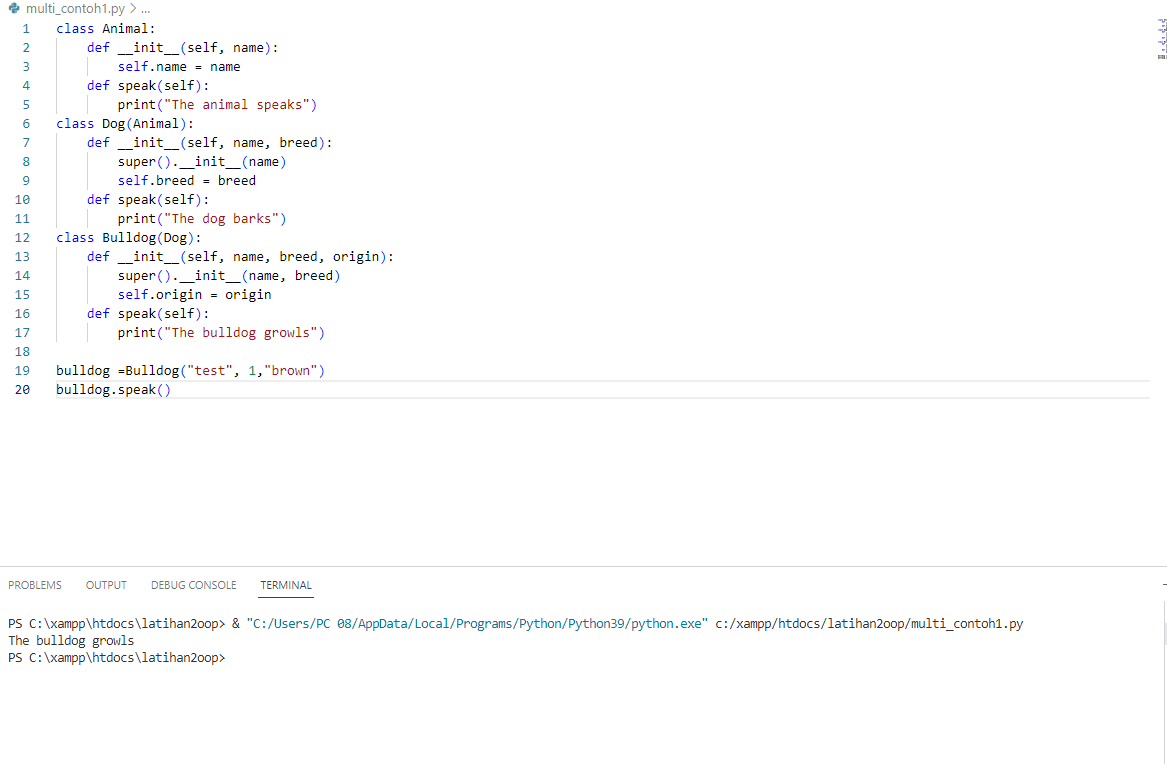 multi_contoh1.py > ...
1 class Animal:
2     def __init__(self, name):
3         self.name = name
4     def speak(self):
5         print("The animal speaks")
6 class Dog(Animal):
7     def __init__(self, name, breed):
8         super().__init__(name)
9         self.breed = breed
10     def speak(self):
11         print("The dog barks")
12 class Bulldog(Dog):
13     def __init__(self, name, breed, origin):
14         super().__init__(name, breed)
15         self.origin = origin
16     def speak(self):
17         print("The bulldog growls")
18
19 bulldog =Bulldog("test", 1,"brown")
20 bulldog.speak()
PROBLEMS OUTPUT DEBUG CONSOLE TERMINAL
PS C:\xampp\htdocs\latihan2oop> & "C:/Users/PC 08/AppData/Local/Programs/Python/Python39/python.exe" c:/xampp/htdocs/latihan2oop/multi_contoh1.py
The bulldog growls
PS C:\xampp\htdocs\latihan2oop>